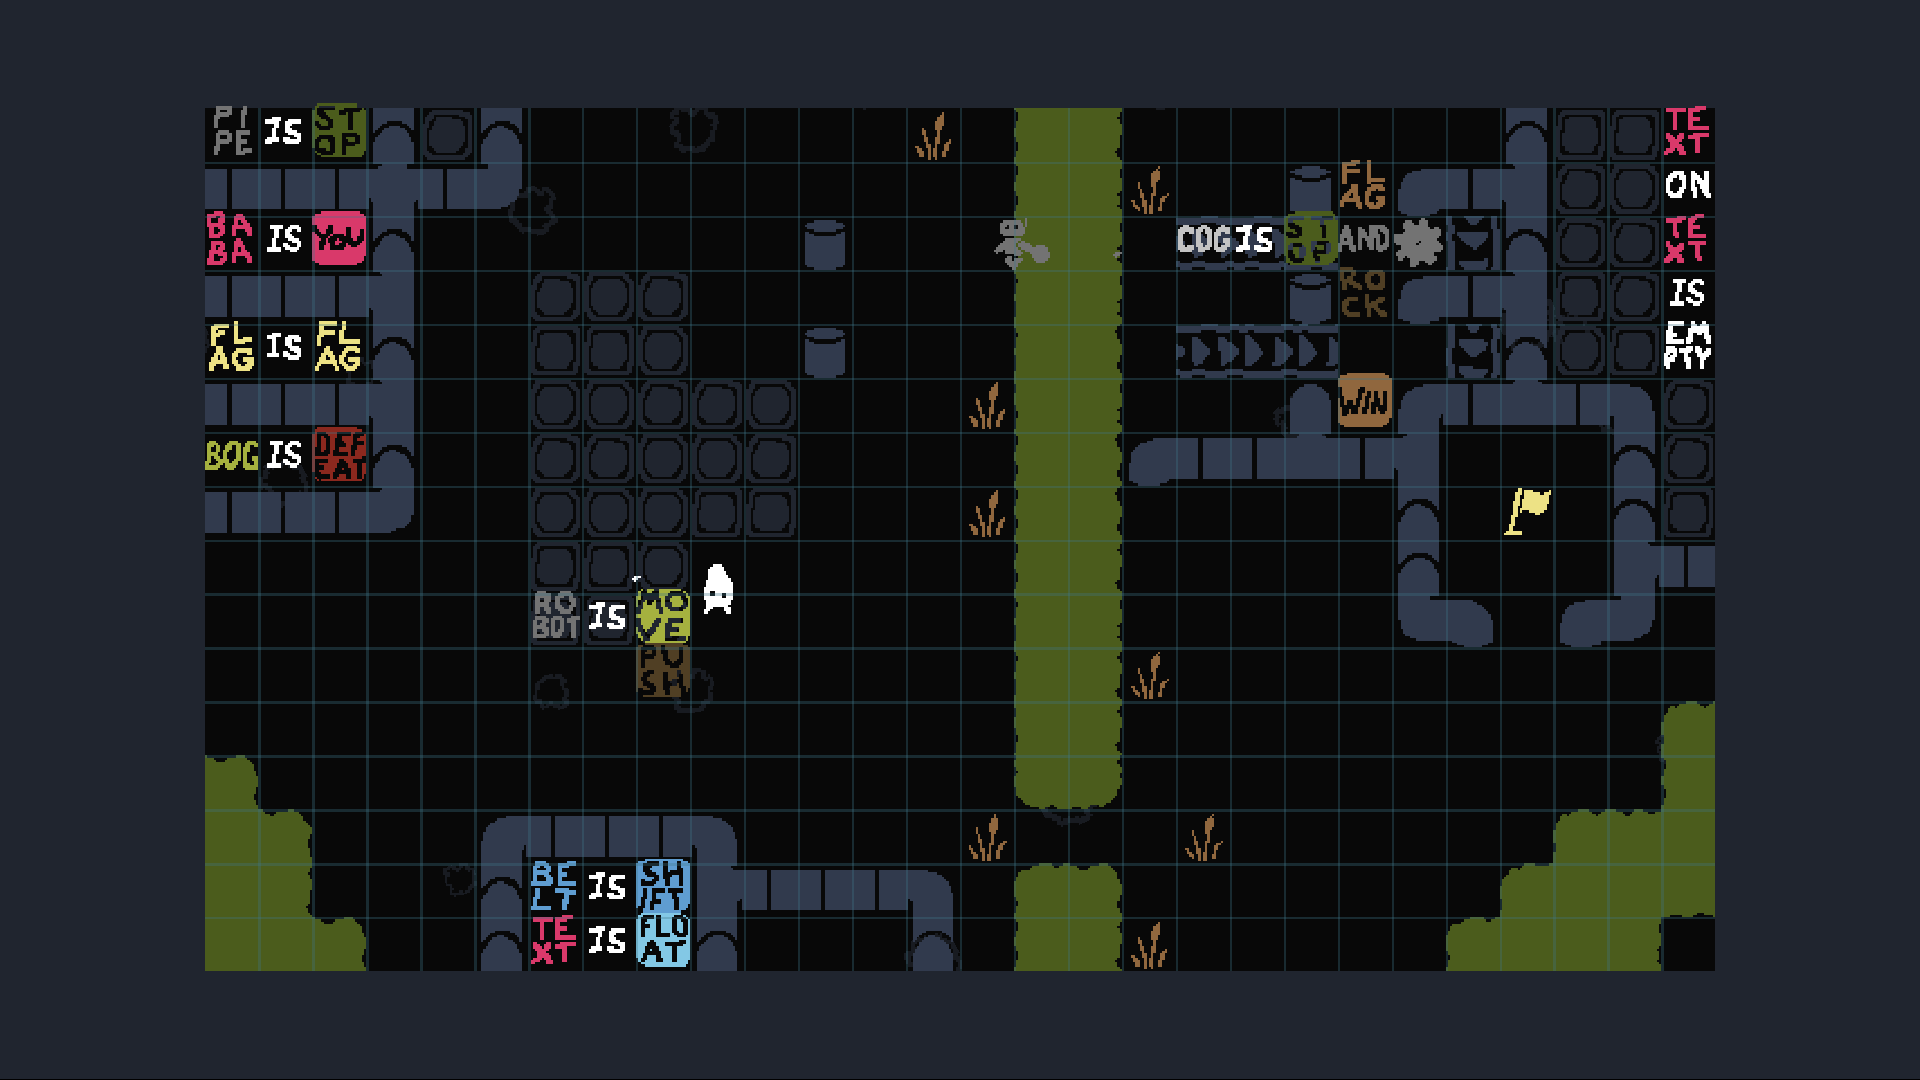 PIPE IS STOP
TEXT
FLAG
ON
BABA IS YOU
COG IS STOP AND
TEXT
ROCK
IS
FLAG IS FLAG
EMPTY
WIN
BOG IS DEFEAT
ROBOT IS MOVE
PUSH
BELT IS SHIFT
TEXT IS FLOAT